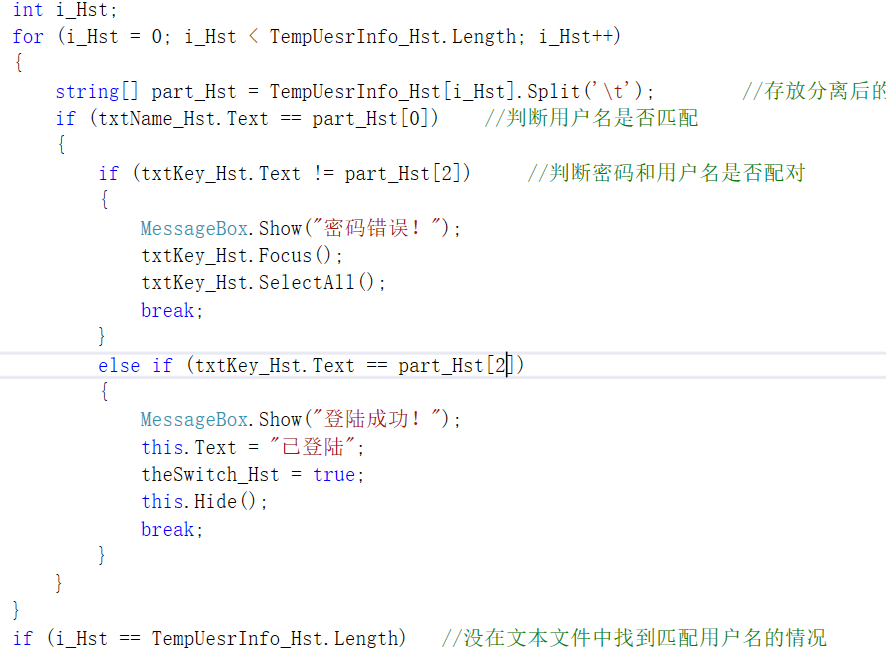 int i_Hst;
for (i_Hst = 0; i_Hst < TempUesrInfo_Hst.Length; i_Hst++)
{
string[] part_Hst = TempUesrInfo_Hst[i_Hst].Split('\t'); //存放分离后的
if (txtName_Hst.Text == part_Hst[0]) //判断用户名是否匹配
{
if (txtKey_Hst.Text != part_Hst[2]) //判断密码和用户名是否配对
{
MessageBox.Show("密码错误！");
txtKey_Hst.Focus();
txtKey_Hst.SelectAll();
break;
}
else if (txtKey_Hst.Text == part_Hst[2])
{
MessageBox.Show("登陆成功！");
this.Text = "已登陆";
theSwitch_Hst = true;
this.Hide();
break;
}
}
}
if (i_Hst == TempUesrInfo_Hst.Length) //没在文本文件中找到匹配用户名的情况